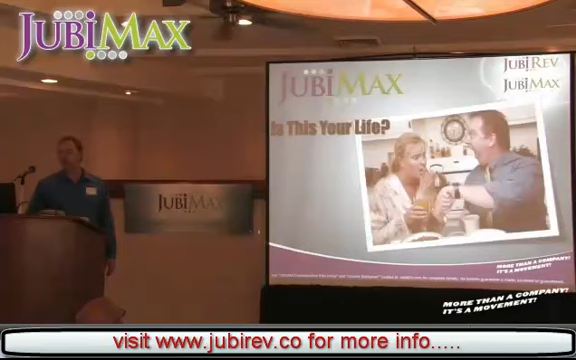 JUBIMAX
JUBIMAX
JUBIREV
JUBIMAX
Is This Your Life?
JUBIMAX
MORE THAN A COMPANY!
IT'S A MOVEMENT!
MORE THAN A COMPANY!
IT'S A MOVEMENT!
visit www.jubirev.co for more info.....